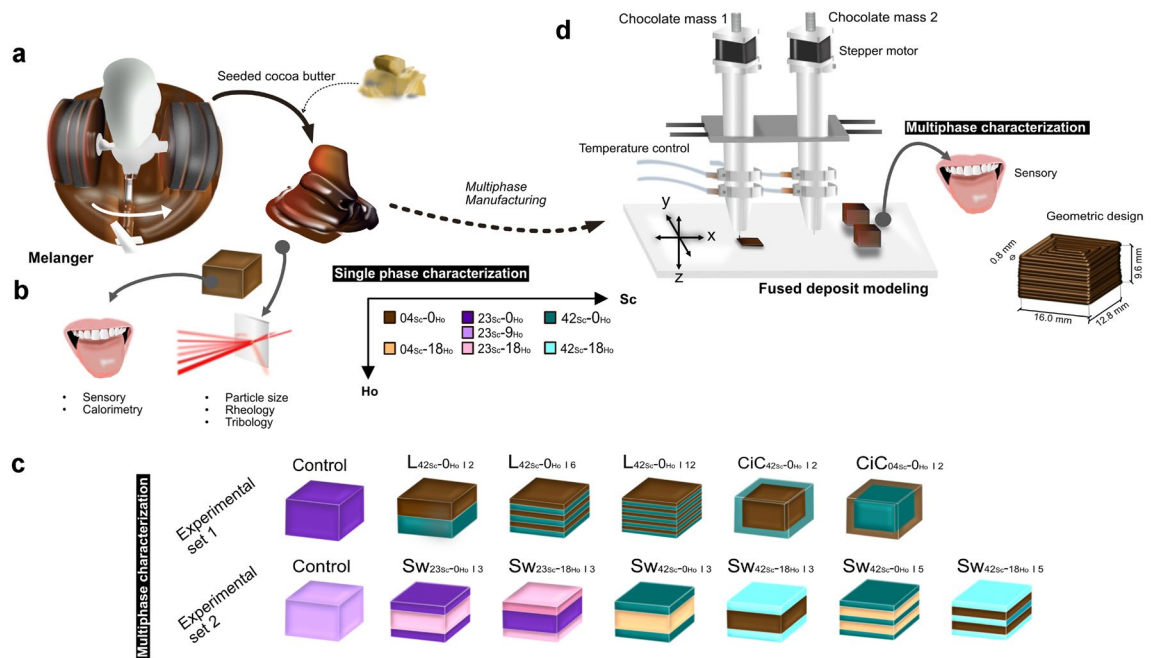 a
Seeded cocoa butter
Melanger
b
Sensory
Calorimetry
Particle size
Rheology
Tribology
Multiphase
Manufacturing
Single phase characterization
Sc
Ho
04Sc-0Ho
23Sc-0Ho
42Sc-0Ho
23Sc-9Ho
04Sc-18Ho
23Sc-18Ho
42Sc-18Ho
d
Chocolate mass 1
Chocolate mass 2
Stepper motor
Temperature control
y
x
z
Fused deposit modeling
Multiphase characterization
Sensory
Geometric design
0.8 mm
⌀
9.6 mm
16.0 mm
12.8 mm
c
Multiphase characterization
Experimental
set 1
Control
L42Sc-0Ho I 2
L42Sc-0Ho I 6
L42Sc-0Ho I 12
CiC42Sc-0Ho I 2
CiC04Sc-0Ho I 2
Experimental
set 2
Control
Sw23Sc-0Ho I 3
Sw23Sc-18Ho I 3
Sw42Sc-0Ho I 3
Sw42Sc-18Ho I 3
Sw42Sc-0Ho I 5
Sw42Sc-18Ho I 5